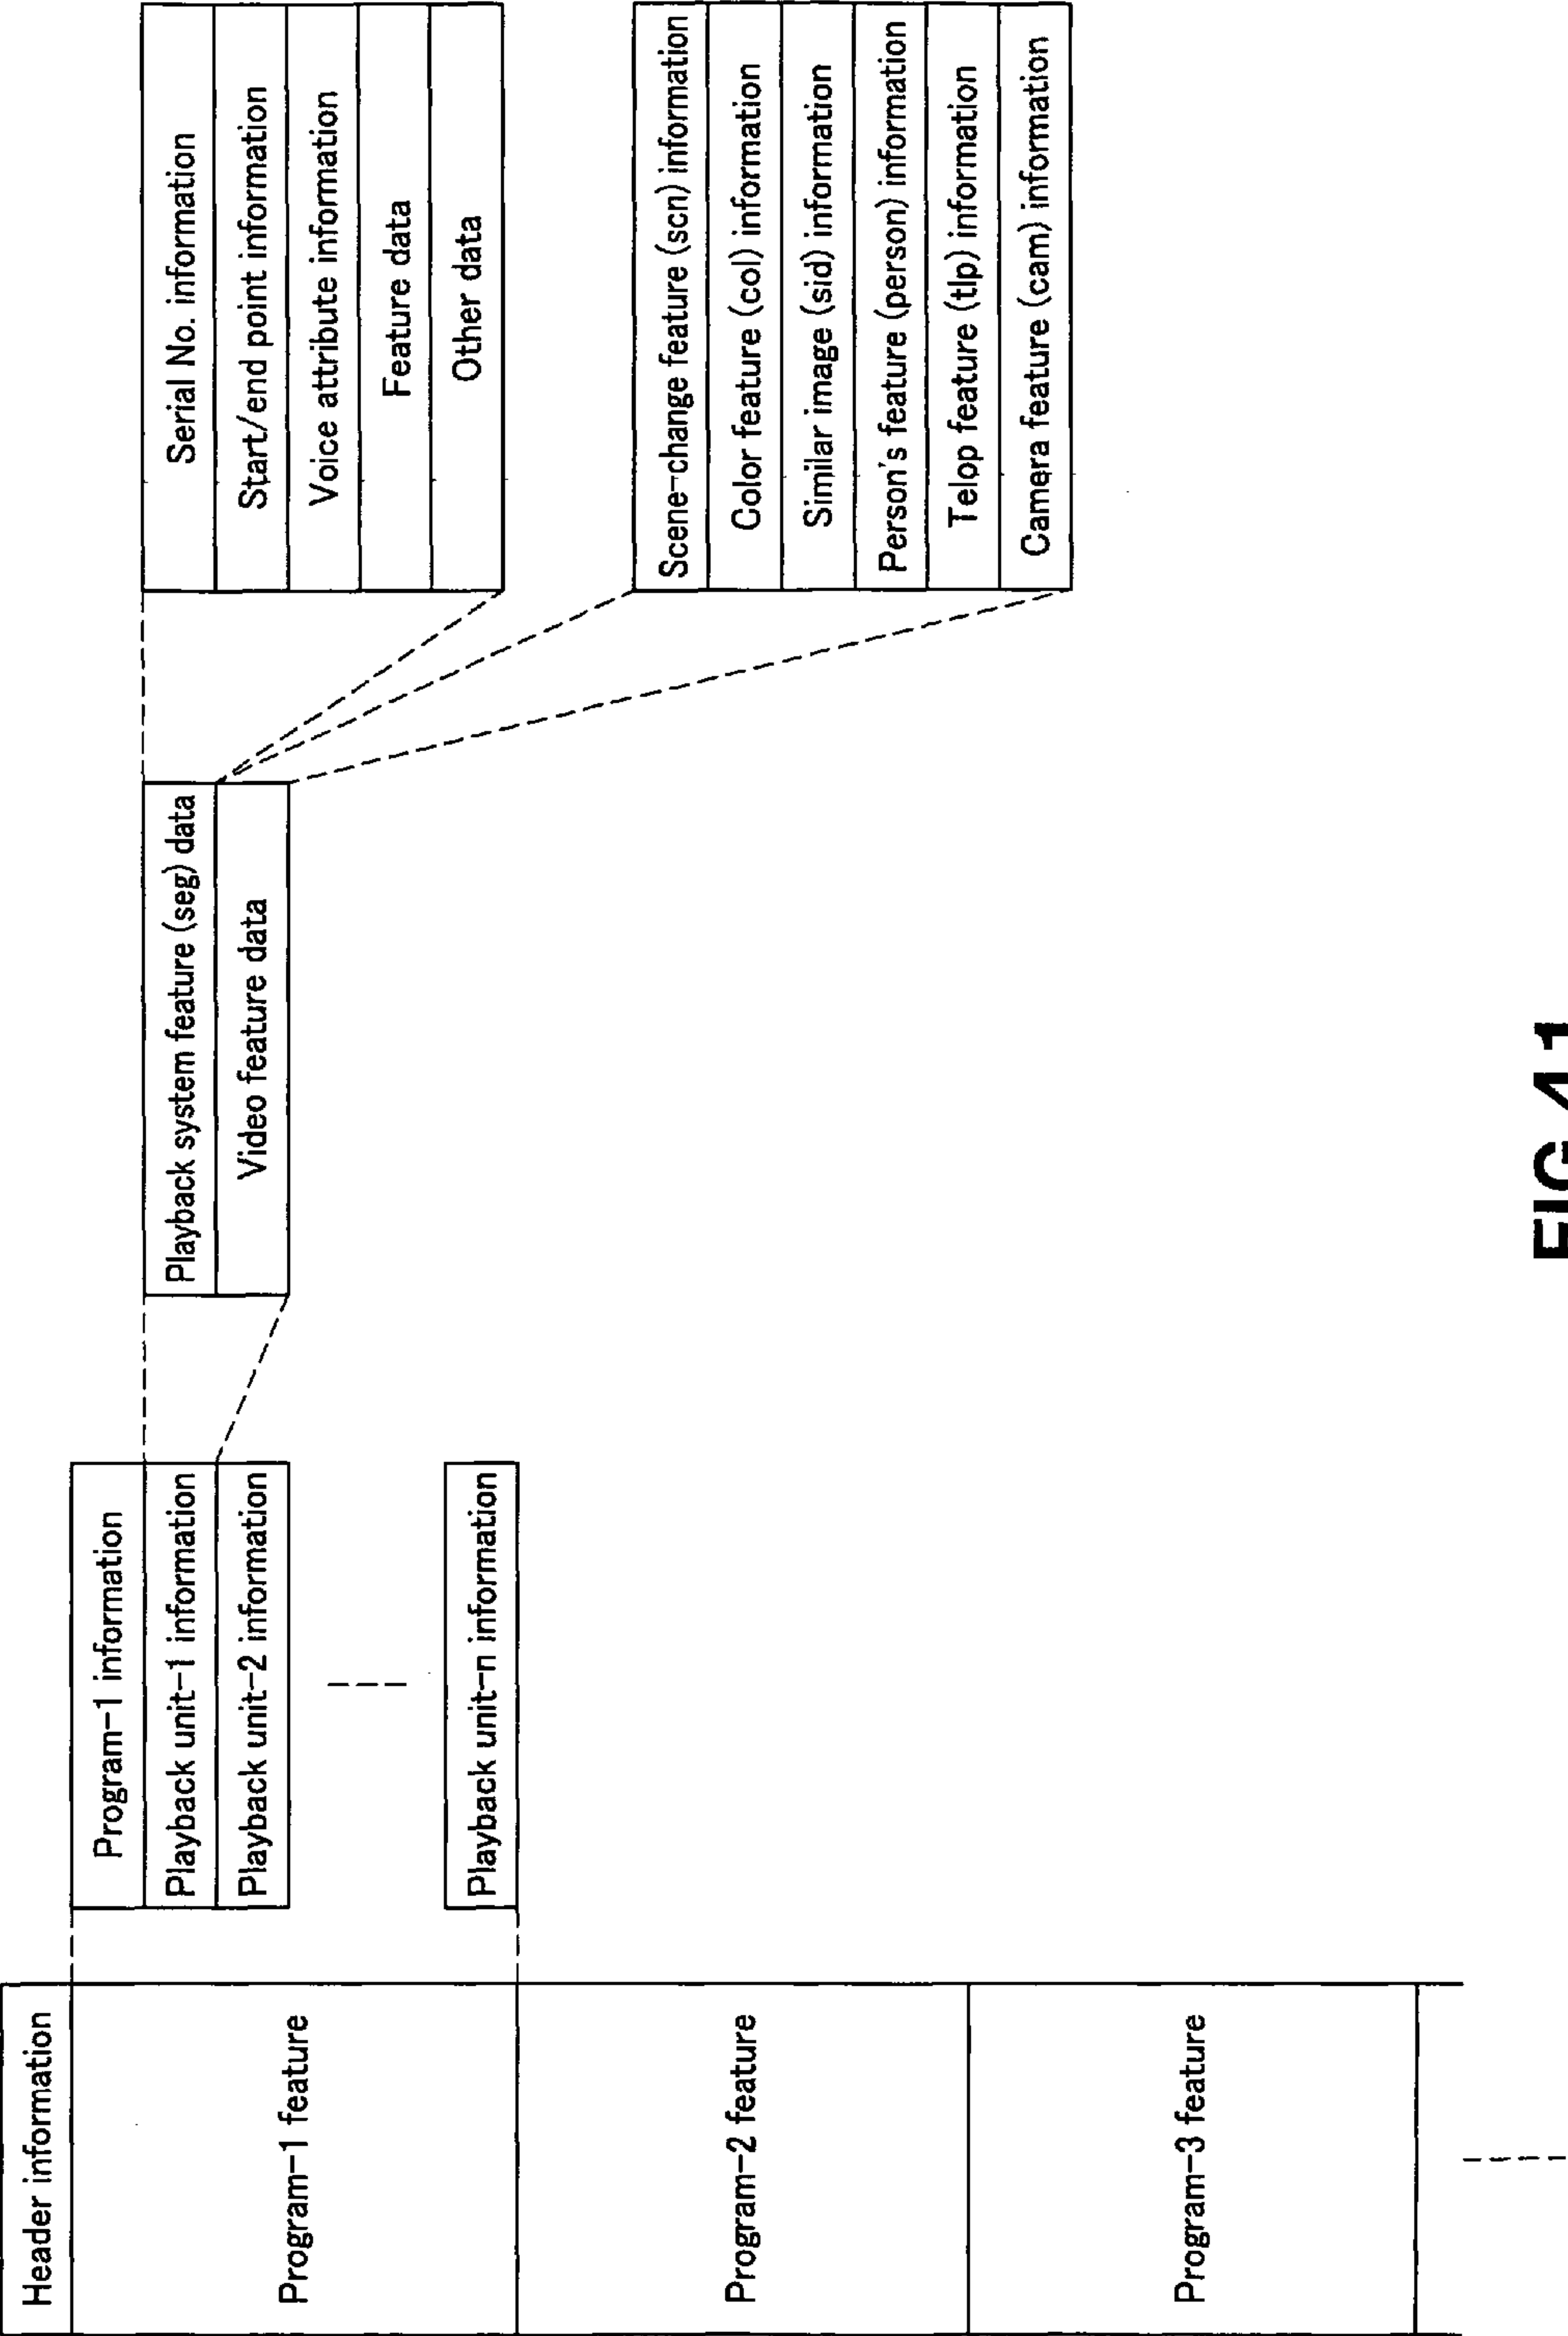 Header information
Program-1 feature
Program-2 feature
Program-3 feature
Program-1 information
Playback unit-1 information
Playback unit-2 information
Playback unit-n information
Playback system feature (seg) data
Video feature data
Serial No. information
Start/end point information
Voice attribute information
Feature data
Other data
Scene-change feature (scn) information
Color feature (col) information
Similar image (sid) information
Person's feature (person) information
Telop feature (tlp) information
Camera feature (cam) information
FIG.41